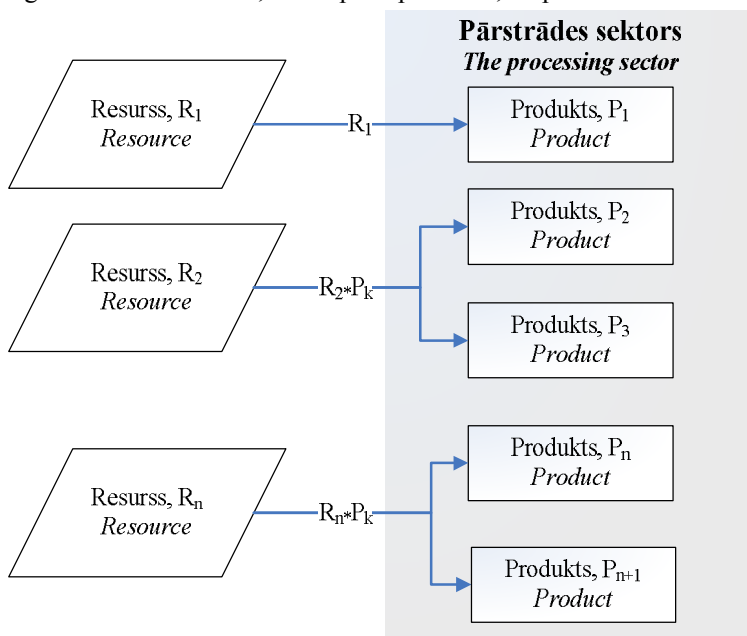 Pārstrādes sektors
The processing sector
Resurss, R₁
Resource
R₁
Produkts, P₁
Product
Resurss, R₂
Resource
R₂*Pₖ
Produkts, P₂
Product
Produkts, P₃
Product
Resurss, Rₙ
Resource
Rₙ*Pₖ
Produkts, Pₙ
Product
Produkts, Pₙ₊₁
Product